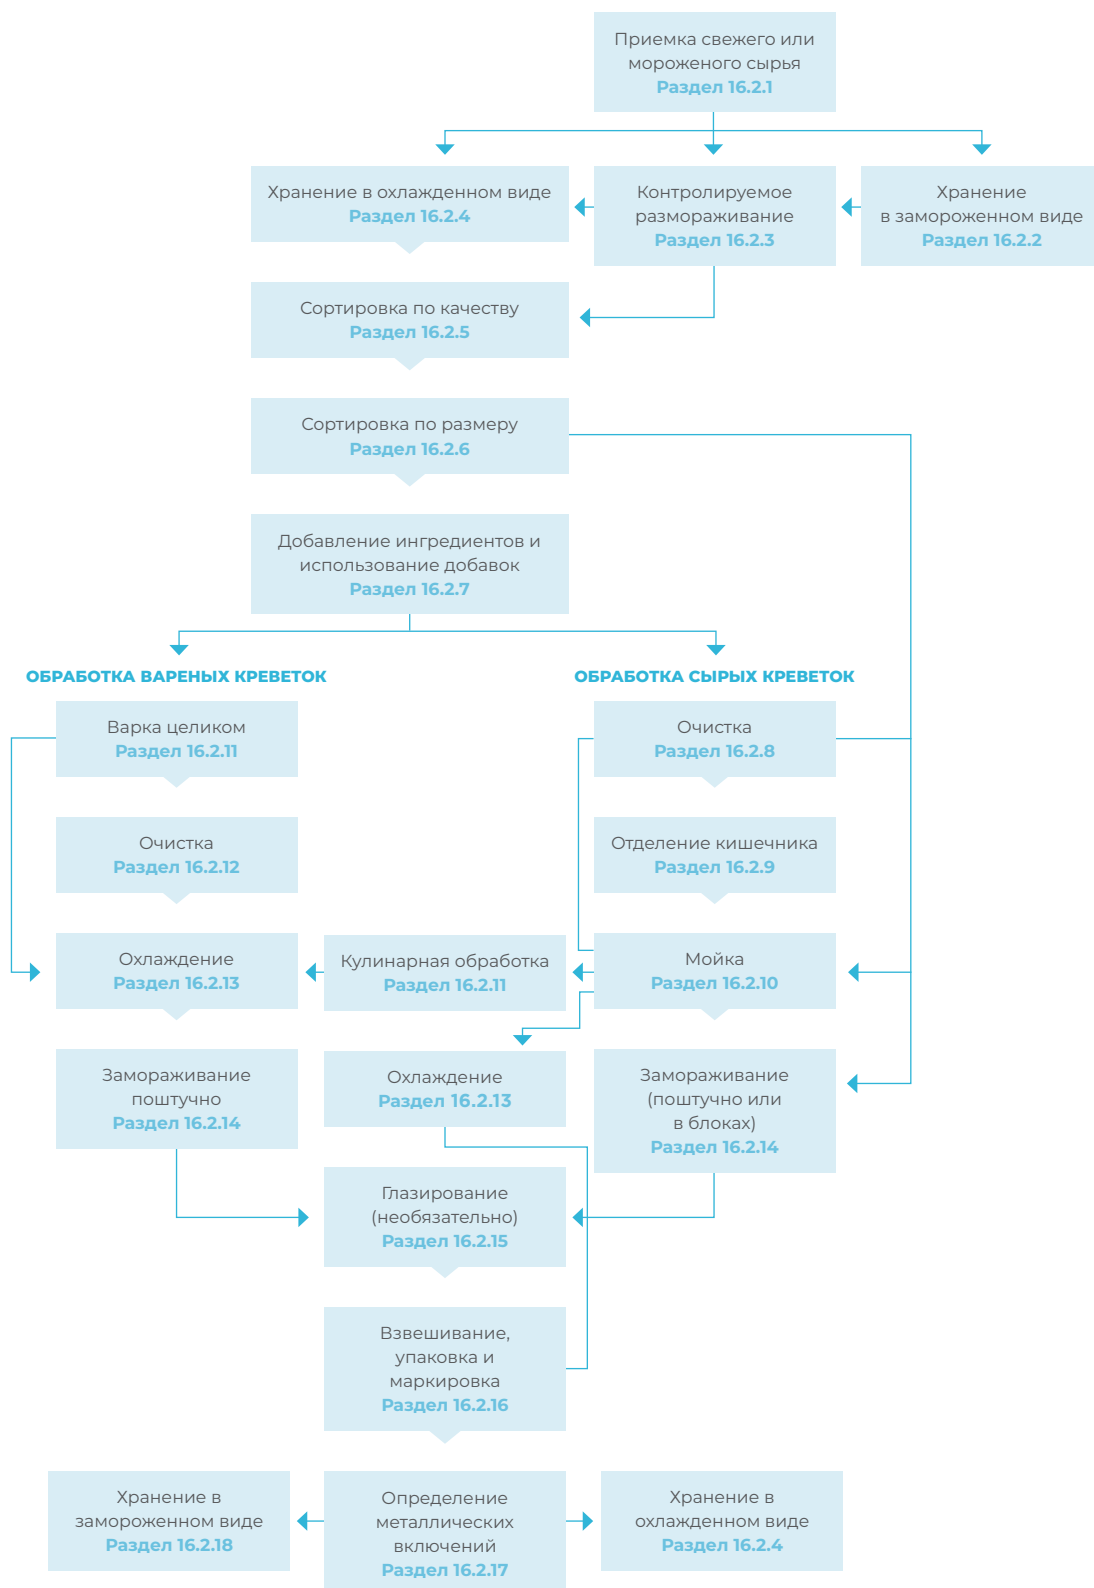 Приемка свежего или
мороженого сырья
Раздел 16.2.1
Хранение в охлажденном виде
Раздел 16.2.4
Контролируемое
размораживание
Раздел 16.2.3
Хранение
в замороженном виде
Раздел 16.2.2
Сортировка по качеству
Раздел 16.2.5
Сортировка по размеру
Раздел 16.2.6
Добавление ингредиентов и
использование добавок
Раздел 16.2.7
ОБРАБОТКА ВАРЕНЫХ КРЕВЕТОК
ОБРАБОТКА СЫРЫХ КРЕВЕТОК
Варка целиком
Раздел 16.2.11
Очистка
Раздел 16.2.8
Очистка
Раздел 16.2.12
Отделение кишечника
Раздел 16.2.9
Охлаждение
Раздел 16.2.13
Кулинарная обработка
Раздел 16.2.11
Мойка
Раздел 16.2.10
Замораживание
поштучно
Раздел 16.2.14
Охлаждение
Раздел 16.2.13
Замораживание
(поштучно или
в блоках)
Раздел 16.2.14
Глазирование
(необязательно)
Раздел 16.2.15
Взвешивание,
упаковка и
маркировка
Раздел 16.2.16
Хранение в
замороженном виде
Раздел 16.2.18
Определение
металлических
включений
Раздел 16.2.17
Хранение в
охлажденном виде
Раздел 16.2.4